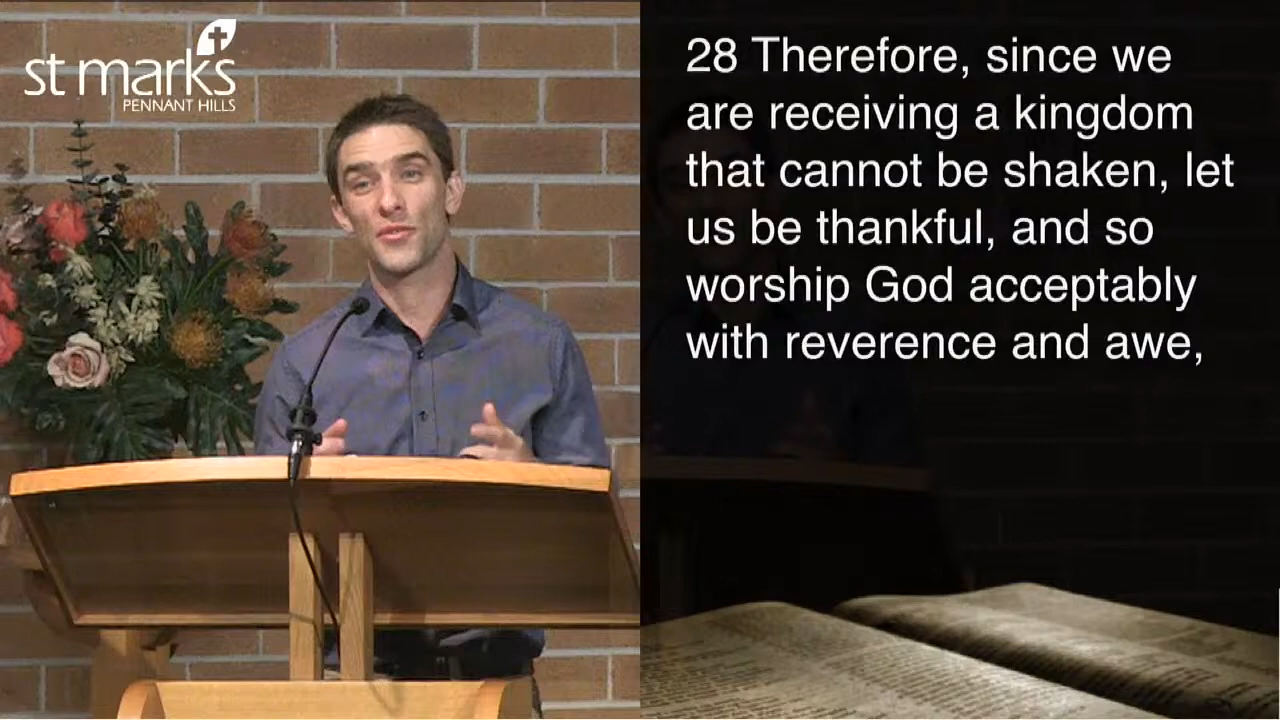 st marks
PENNANT HILLS
28 Therefore, since we
are receiving a kingdom
that cannot be shaken, let
us be thankful, and so
worship God acceptably
with reverence and awe,